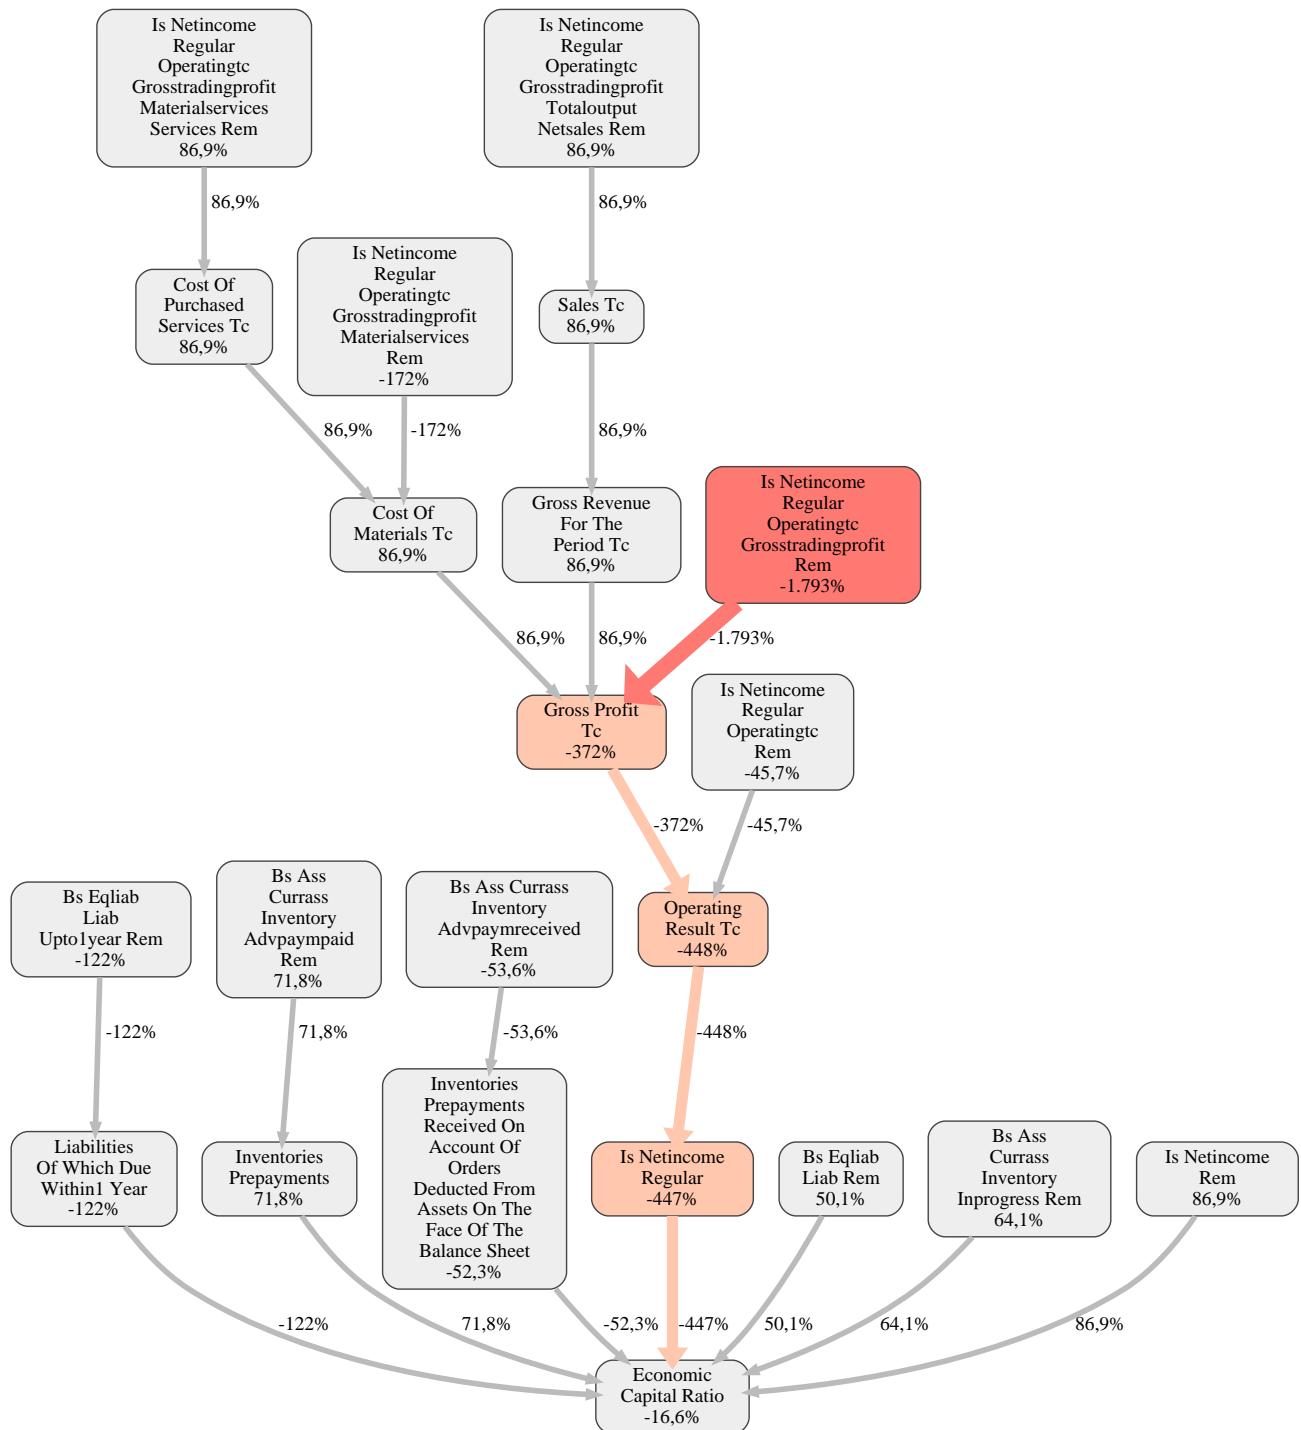 Is Netincome
Regular
Operatingtc
Grosstradingprofit
Materialservices
Services Rem
86,9%
Is Netincome
Regular
Operatingtc
Grosstradingprofit
Totaloutput
Netsales Rem
86,9%
86,9%
86,9%
Is Netincome
Regular
Operatingtc
Grosstradingprofit
Materialservices
Rem
-172%
Cost Of
Purchased
Services Tc
86,9%
Sales Tc
86,9%
86,9%
-172%
86,9%
Is Netincome
Regular
Operatingtc
Grosstradingprofit
Rem
-1.793%
Cost Of
Materials Tc
86,9%
Gross Revenue
For The
Period Tc
86,9%
86,9%
86,9%
-1.793%
Gross Profit
Tc
-372%
Is Netincome
Regular
Operatingtc
Rem
-45,7%
-372%
-45,7%
Bs Eqliab
Liab
Upto1year Rem
-122%
Bs Ass
Currass
Inventory
Advpaympaid
Rem
71,8%
Bs Ass Currass
Inventory
Advpaymreceived
Rem
-53,6%
Operating
Result Tc
-448%
-122%
71,8%
-53,6%
-448%
Liabilities
Of Which Due
Within1 Year
-122%
Inventories
Prepayments
71,8%
Inventories
Prepayments
Received On
Account Of
Orders
Deducted From
Assets On The
Face Of The
Balance Sheet
-52,3%
Is Netincome
Regular
-447%
Bs Eqliab
Liab Rem
50,1%
Bs Ass
Currass
Inventory
Inprogress Rem
64,1%
Is Netincome
Rem
86,9%
-122%
71,8%
-52,3%
-447%
50,1%
64,1%
86,9%
Economic
Capital Ratio
-16,6%